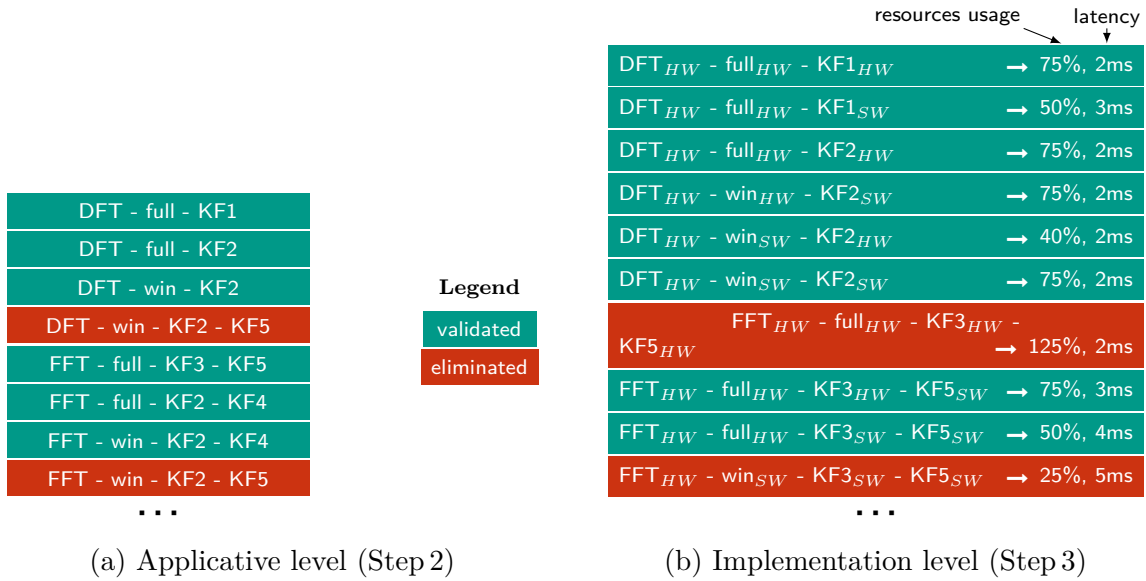 resources usage latency
DFT_HW - full_HW - KF1_HW → 75%, 2ms
DFT_HW - full_HW - KF1_SW → 50%, 3ms
DFT_HW - full_HW - KF2_HW → 75%, 2ms
DFT_HW - win_HW - KF2_SW → 75%, 2ms
DFT_HW - win_SW - KF2_HW → 40%, 2ms
DFT_HW - win_SW - KF2_SW → 75%, 2ms
FFT_HW - full_HW - KF3_HW -
KF5_HW → 125%, 2ms
FFT_HW - full_HW - KF3_HW - KF5_SW → 75%, 3ms
FFT_HW - full_HW - KF3_SW - KF5_SW → 50%, 4ms
FFT_HW - win_SW - KF3_SW - KF5_SW → 25%, 5ms
...
DFT - full - KF1
DFT - full - KF2
DFT - win - KF2
DFT - win - KF2 - KF5
FFT - full - KF3 - KF5
FFT - full - KF2 - KF4
FFT - win - KF2 - KF4
FFT - win - KF2 - KF5
...
Legend
validated
eliminated
(a) Applicative level (Step 2)
(b) Implementation level (Step 3)